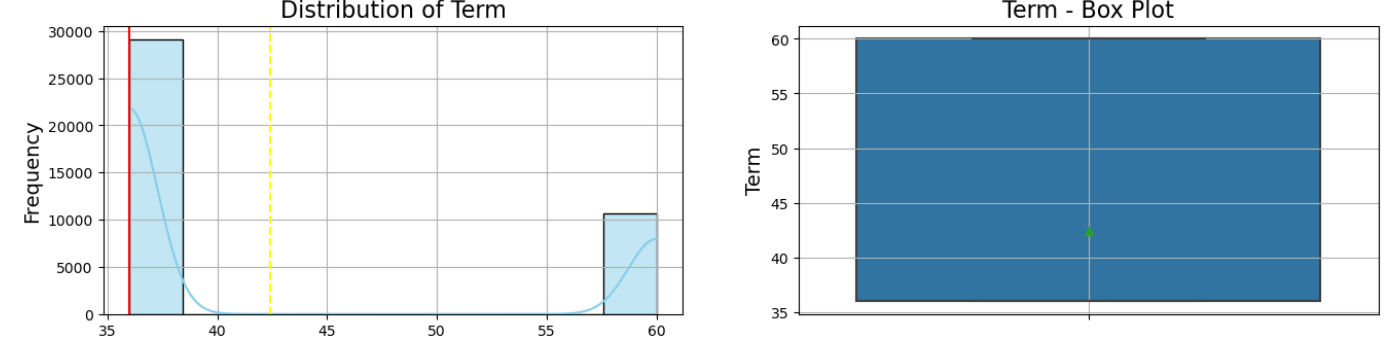 Distribution of Term
30000
25000
20000
15000
10000
5000
0
Frequency
35 40 45 50 55 60
Term - Box Plot
60
55
50
45
40
35
Term